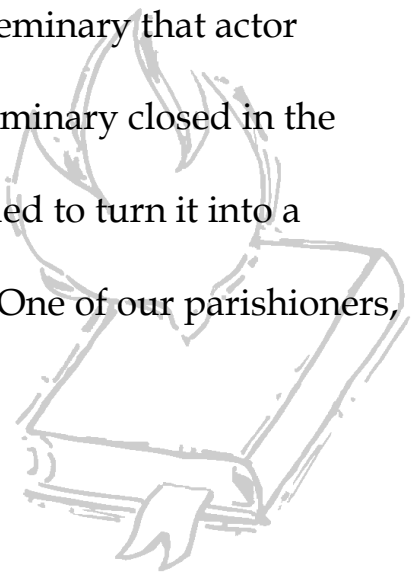 eminary that actor
minary closed in the
ed to turn it into a
One of our parishioners,